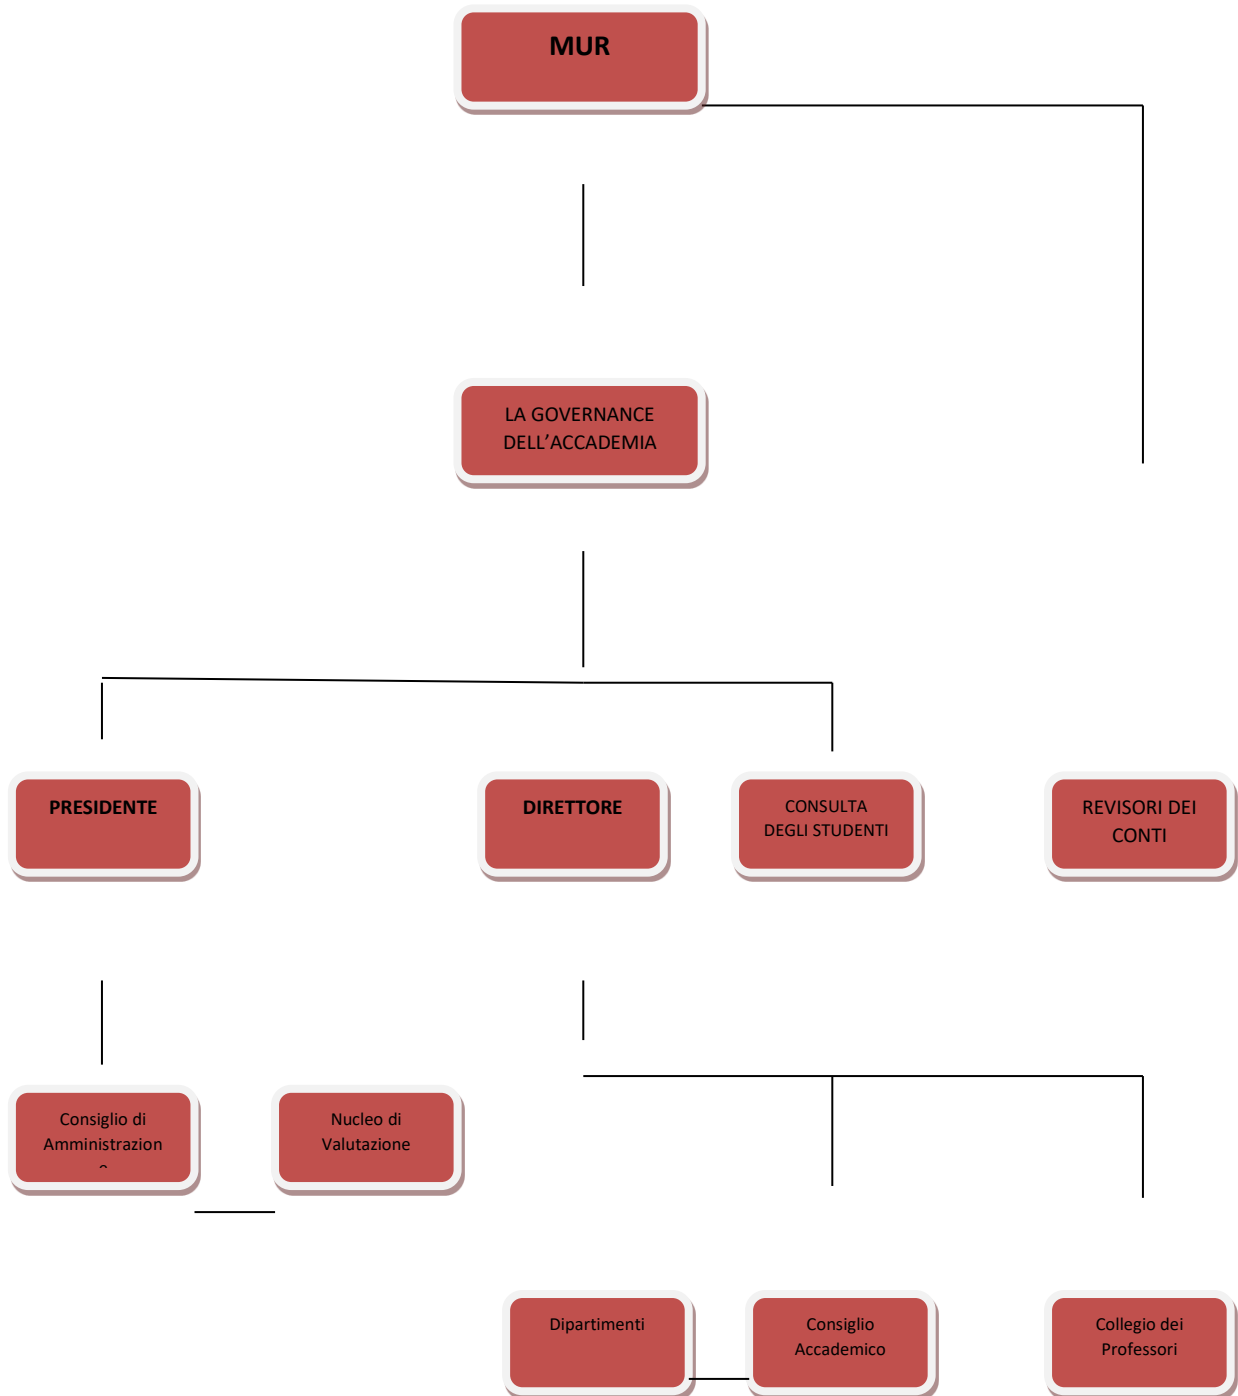 MUR
LA GOVERNANCE
DELL’ACCADEMIA
PRESIDENTE
DIRETTORE
CONSULTA
DEGLI STUDENTI
REVISORI DEI
CONTI
Consiglio di
Amministrazion
e
Nucleo di
Valutazione
Dipartimenti
Consiglio
Accademico
Collegio dei
Professori